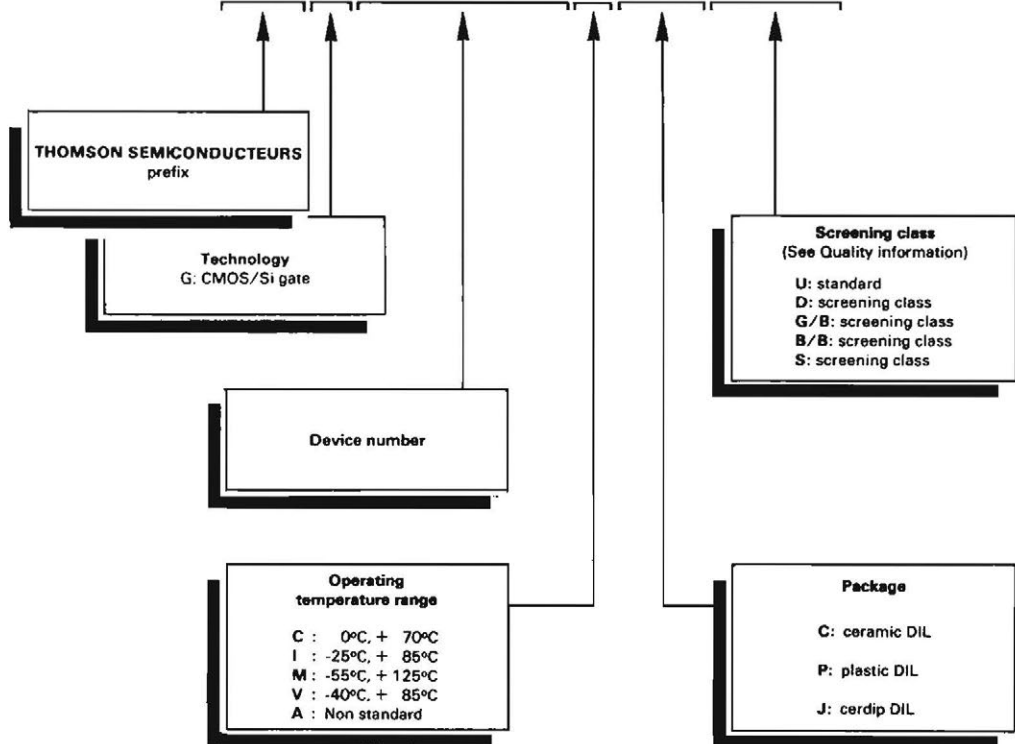 THOMSON SEMICONDUCTEURS
prefix
Technology
G: CMOS/Si gate
Screening class
(See Quality information)
U: standard
D: screening class
G/B: screening class
B/B: screening class
S: screening class
Device number
Operating
temperature range
C : 0ºC, + 70ºC
I : -25ºC, + 85ºC
M : -55ºC, + 125ºC
V : -40ºC, + 85ºC
A : Non standard
Package
C: ceramic DIL
P: plastic DIL
J: cerdip DIL